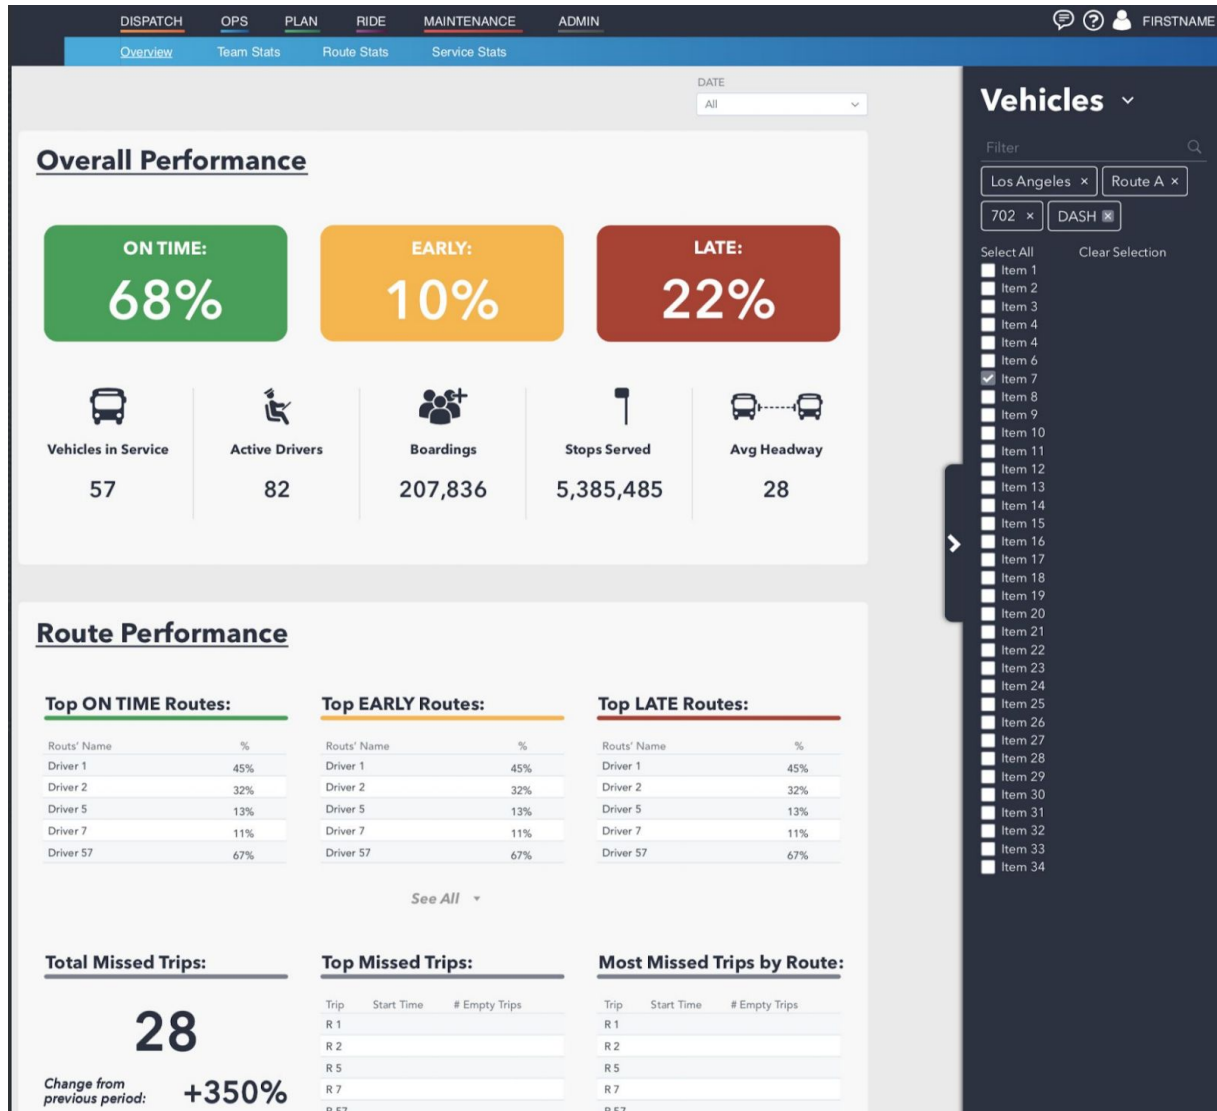 DISPATCH OPS PLAN RIDE MAINTENANCE ADMIN FIRSTNAME
Overview Team Stats Route Stats Service Stats
DATE
All
Overall Performance
ON TIME:
68%
EARLY:
10%
LATE:
22%
Vehicles in Service
57
Active Drivers
82
Boardings
207,836
Stops Served
5,385,485
Avg Headway
28
Route Performance
Top ON TIME Routes:
Routs' Name %
Driver 1 45%
Driver 2 32%
Driver 5 13%
Driver 7 11%
Driver 57 67%
Top EARLY Routes:
Routs' Name %
Driver 1 45%
Driver 2 32%
Driver 5 13%
Driver 7 11%
Driver 57 67%
Top LATE Routes:
Routs' Name %
Driver 1 45%
Driver 2 32%
Driver 5 13%
Driver 7 11%
Driver 57 67%
See All
Total Missed Trips:
28
Change from
previous period: +350%
Top Missed Trips:
Trip Start Time # Empty Trips
R 1
R 2
R 5
R 7
R 57
Most Missed Trips by Route:
Trip Start Time # Empty Trips
R 1
R 2
R 5
R 7
R 57
Vehicles
Filter
Los Angeles × Route A ×
702 × DASH ×
Select All Clear Selection
Item 1
Item 2
Item 3
Item 4
Item 4
Item 6
Item 7
Item 8
Item 9
Item 10
Item 11
Item 12
Item 13
Item 14
Item 15
Item 16
Item 17
Item 18
Item 19
Item 20
Item 21
Item 22
Item 23
Item 24
Item 25
Item 26
Item 27
Item 28
Item 29
Item 30
Item 31
Item 32
Item 33
Item 34